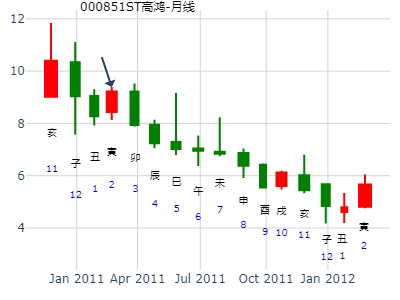 000851ST高鸿-月线
12
10
8
6
4
亥
子
丑
寅
卯
辰
巳
午
未
申
酉
戌
亥
子
丑
寅
11
12
1
2
3
4
5
6
7
8
9
10
11
12
1
2
Jan 2011
Apr 2011
Jul 2011
Oct 2011
Jan 2012